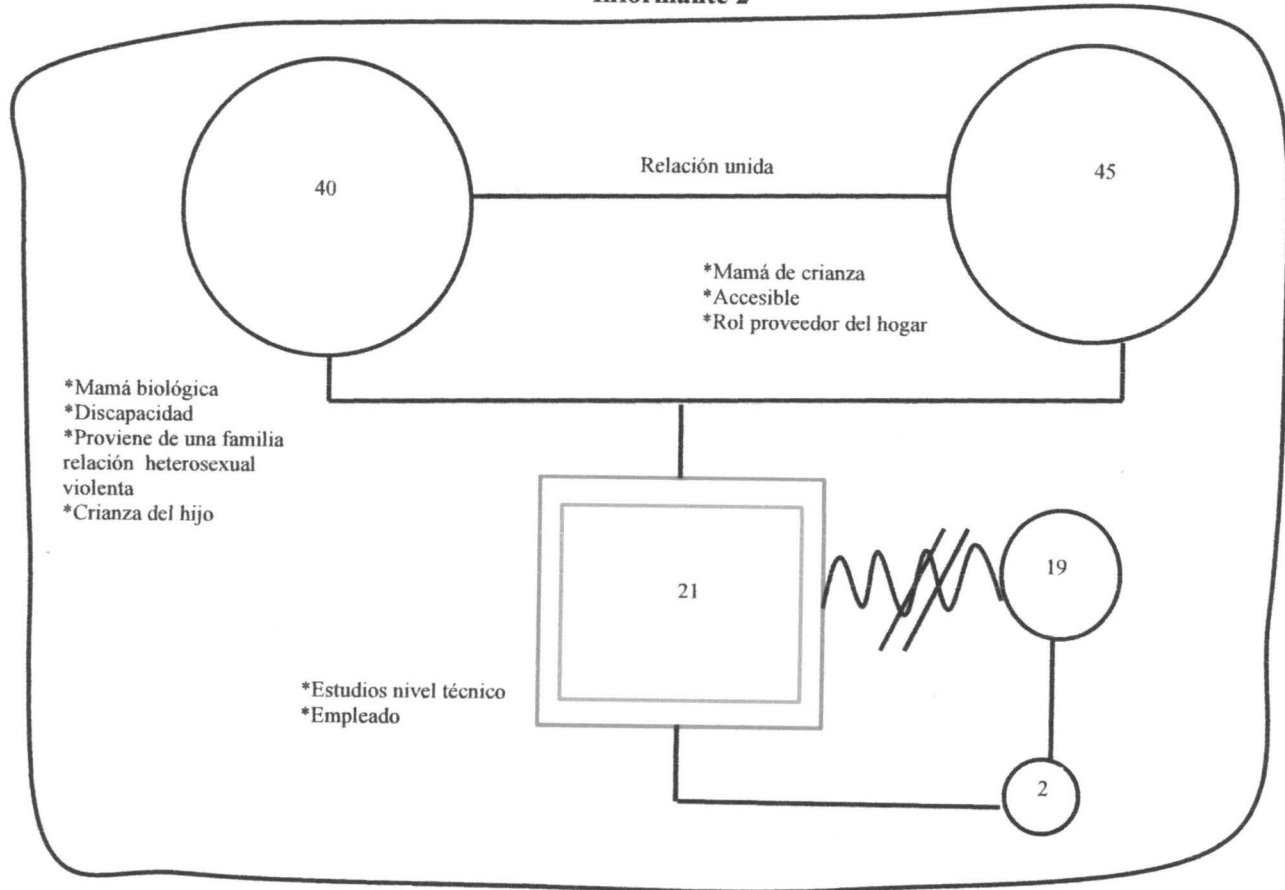 Informante 2
40
Relación unida
45
*Mamá de crianza
*Accesible
*Rol proveedor del hogar
*Mamá biológica
*Discapacidad
*Proviene de una familia
relación heterosexual
violenta
*Crianza del hijo
21
19
*Estudios nivel técnico
*Empleado
2